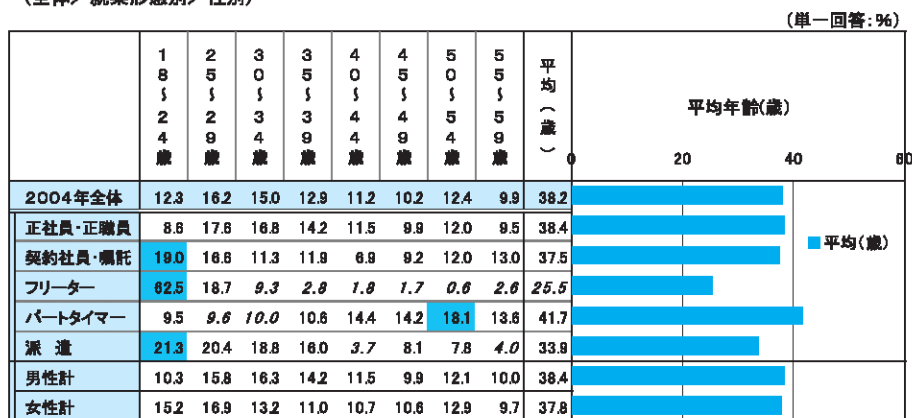 (全体/就業形態別/性別)
(単一回答:%)
18~24歳 25~29歳 30~34歳 35~39歳 40~44歳 45~49歳 50~54歳 55~59歳 平均(歳) 平均年齢(歳)
0 20 40 60
2004年全体 12.3 16.2 15.0 12.9 11.2 10.2 12.4 9.9 38.2
正社員・正職員 8.6 17.6 16.8 14.2 11.5 9.9 12.0 9.5 38.4
契約社員・嘱託 19.0 16.6 11.3 11.9 6.9 9.2 12.0 13.0 37.5
フリーター 62.5 18.7 9.3 2.8 1.8 1.7 0.6 2.6 25.5
パートタイマー 9.5 9.6 10.0 10.6 14.4 14.2 18.1 13.6 41.7
派 遣 21.3 20.4 18.8 16.0 3.7 8.1 7.8 4.0 33.9
男性計 10.3 15.8 16.3 14.2 11.5 9.9 12.1 10.0 38.4
女性計 15.2 16.9 13.2 11.0 10.7 10.6 12.9 9.7 37.8
平均(歳)